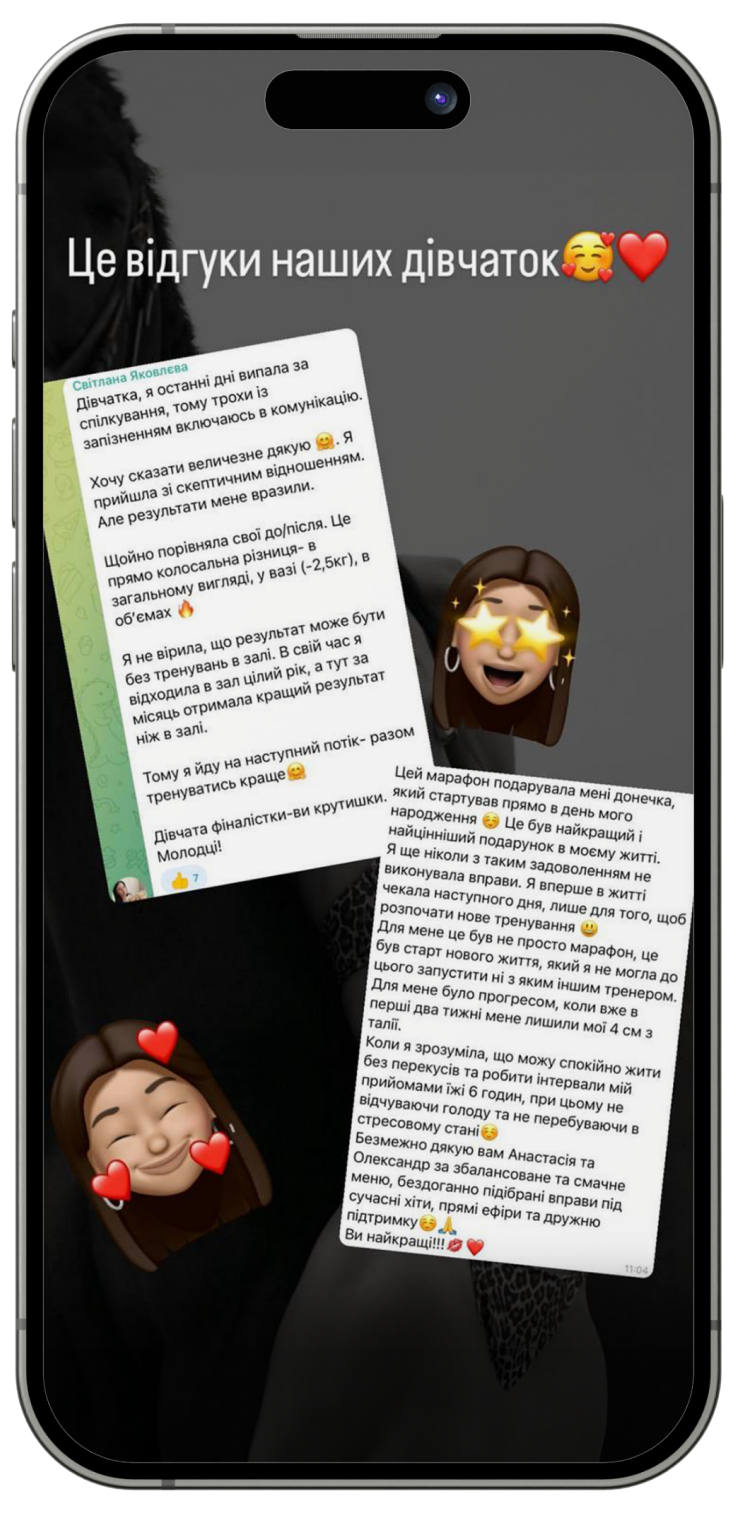 Це відгуки наших дівчаток🥰❤️
Світлана Яковлєва
Дівчатка, я останні дні випала за
спілкування, тому трохи із
запізненням включаюсь в комунікацію.
Хочу сказати величезне дякую 🤗. Я
прийшла зі скептичним відношенням.
Але результати мене вразили.
Щойно порівняла свої до/після. Це
прямо колосальна різниця- в
загальному вигляді, у вазі (-2,5кг), в
об'ємах 🔥
Я не вірила, що результат може бути
без тренувань в залі. В свій час я
відходила в зал цілий рік, а тут за
місяць отримала кращий результат
ніж в залі.
Тому я йду на наступний потік- разом
тренуватись краще🤗
Дівчата фіналістки-ви крутишки.
Молодці!
👍 7
Цей марафон подарувала мені донечка,
який стартував прямо в день мого
народження ☺️ Це був найкращий і
найцінніший подарунок в моєму житті.
Я ще ніколи з таким задоволенням не
виконувала вправи. Я вперше в житті
чекала наступного дня, лише для того, щоб
розпочати нове тренування 😃
Для мене це був не просто марафон, це
був старт нового життя, який я не могла до
цього запустити ні з яким іншим тренером.
Для мене було прогресом, коли вже в
перші два тижні мене лишили мої 4 см з
талії.
Коли я зрозуміла, що можу спокійно жити
без перекусів та робити інтервали мій
прийомами їжі 6 годин, при цьому не
відчуваючи голоду та не перебуваючи в
стресовому стані☺️
Безмежно дякую вам Анастасія та
Олександр за збалансоване та смачне
меню, бездоганно підібрані вправи під
сучасні хіти, прямі ефіри та дружню
підтримку☺️🙏
Ви найкращі!!!💋❤️
11:04